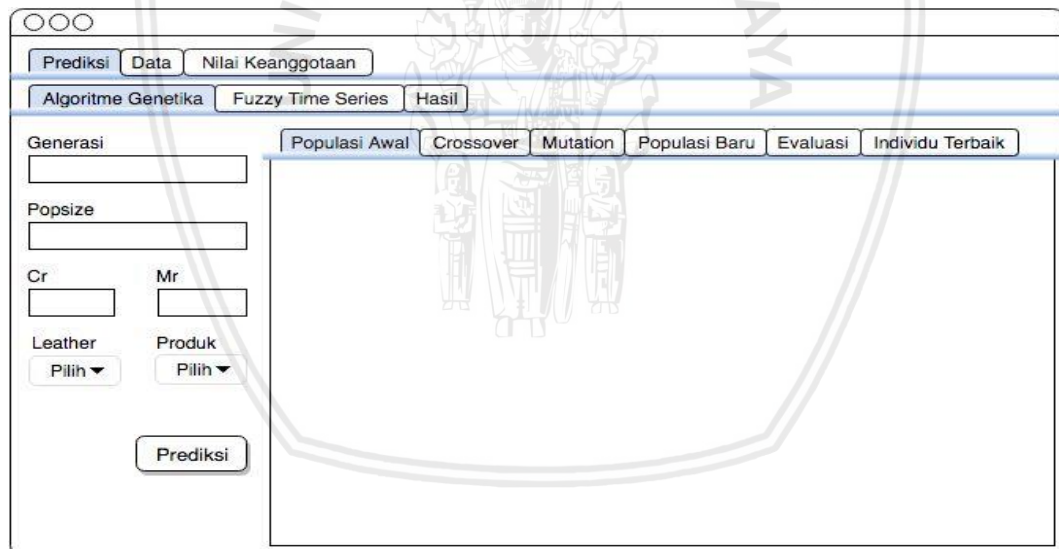 Prediksi Data Nilai Keanggotaan
Algoritme Genetika Fuzzy Time Series Hasil
Populasi Awal Crossover Mutation Populasi Baru Evaluasi Individu Terbaik
Generasi
Popsize
Cr Mr
Leather Produk
Pilih Pilih
Prediksi
AYA